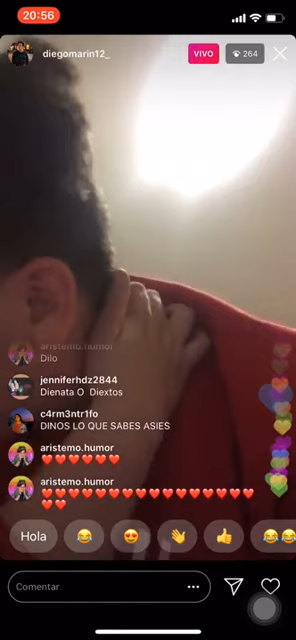 20:56
diegomarin12_
VIVO
264
aristemo.humor
Dilo
jenniferhdz2844
Dienata O Diextos
c4rm3ntr1fo
DINOS LO QUE SABES ASIES
aristemo.humor
❤️❤️❤️❤️❤️❤️
aristemo.humor
❤️❤️❤️❤️❤️❤️❤️❤️❤️❤️❤️❤️❤️❤️❤️❤️
❤️❤️
Hola
Comentar